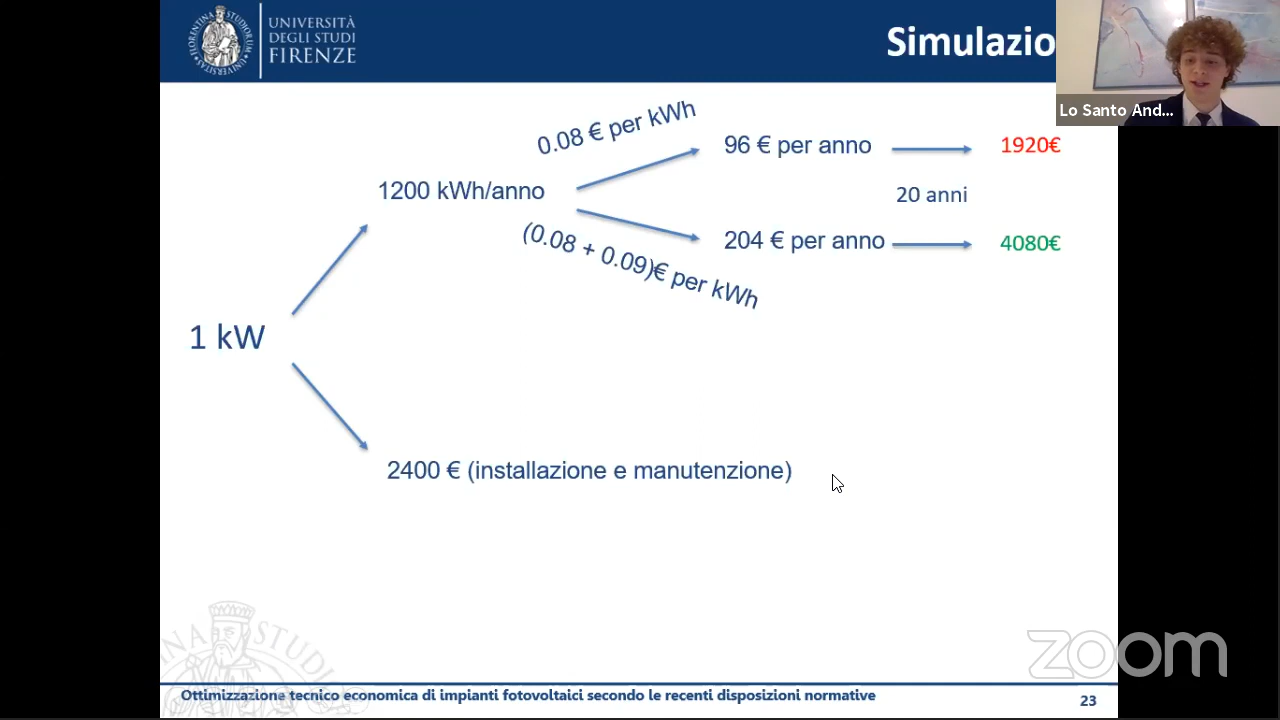 UNIVERSITÀ
DEGLI STUDI
FIRENZE
Simulazio
Lo Santo And...
0.08 € per kWh
96 € per anno
1920€
1200 kWh/anno
20 anni
(0.08 + 0.09)€ per kWh
204 € per anno
4080€
1 kW
2400 € (installazione e manutenzione)
zoom
Ottimizzazione tecnico economica di impianti fotovoltaici secondo le recenti disposizioni normative
23